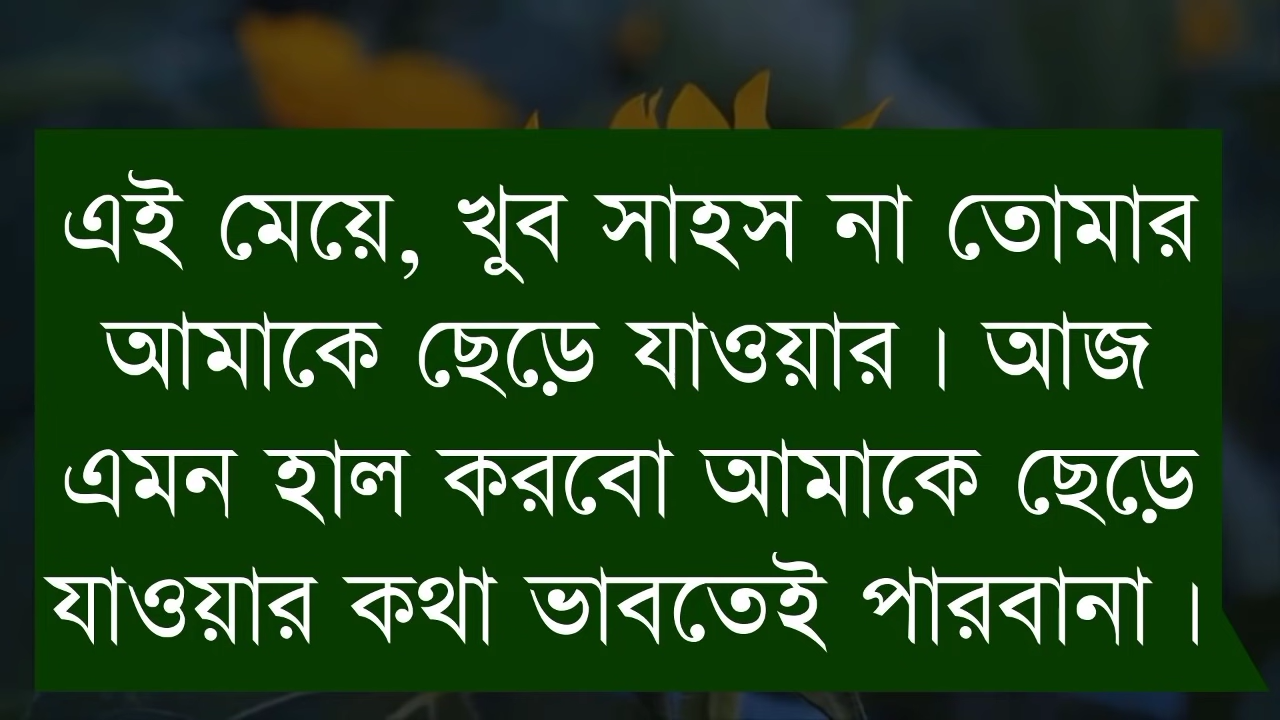 এই মেয়ে, খুব সাহস না তোমার
আমাকে ছেড়ে যাওয়ার। আজ
এমন হাল করবো আমাকে ছেড়ে
যাওয়ার কথা ভাবতেই পারবানা।